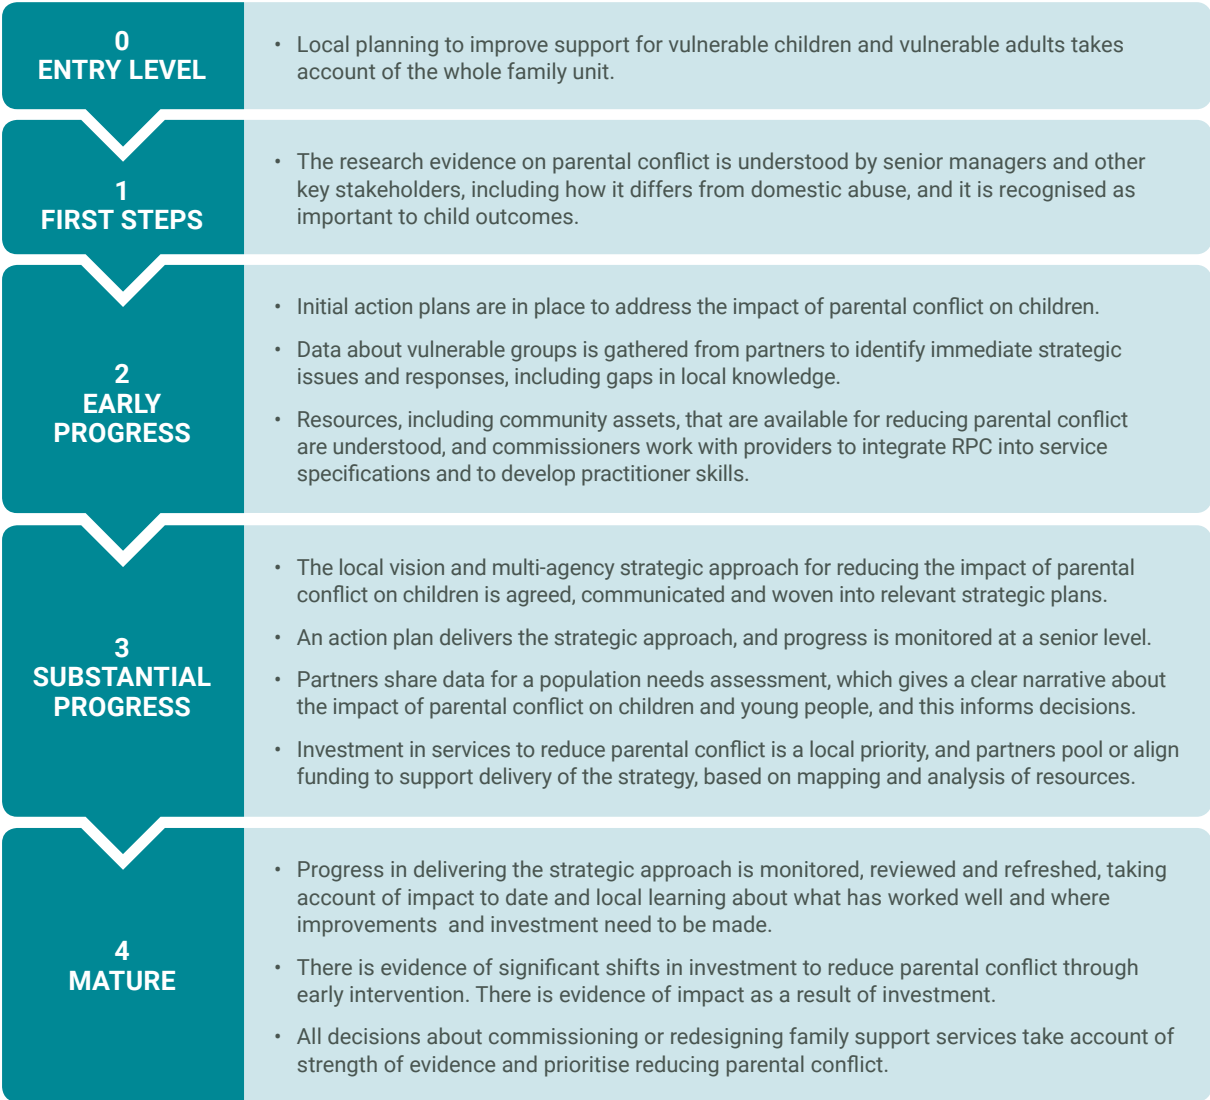 0
ENTRY LEVEL
• Local planning to improve support for vulnerable children and vulnerable adults takes
account of the whole family unit.
1
FIRST STEPS
• The research evidence on parental conflict is understood by senior managers and other
key stakeholders, including how it differs from domestic abuse, and it is recognised as
important to child outcomes.
2
EARLY
PROGRESS
• Initial action plans are in place to address the impact of parental conflict on children.
• Data about vulnerable groups is gathered from partners to identify immediate strategic
issues and responses, including gaps in local knowledge.
• Resources, including community assets, that are available for reducing parental conflict
are understood, and commissioners work with providers to integrate RPC into service
specifications and to develop practitioner skills.
3
SUBSTANTIAL
PROGRESS
• The local vision and multi-agency strategic approach for reducing the impact of parental
conflict on children is agreed, communicated and woven into relevant strategic plans.
• An action plan delivers the strategic approach, and progress is monitored at a senior level.
• Partners share data for a population needs assessment, which gives a clear narrative about
the impact of parental conflict on children and young people, and this informs decisions.
• Investment in services to reduce parental conflict is a local priority, and partners pool or align
funding to support delivery of the strategy, based on mapping and analysis of resources.
4
MATURE
• Progress in delivering the strategic approach is monitored, reviewed and refreshed, taking
account of impact to date and local learning about what has worked well and where
improvements  and investment need to be made.
• There is evidence of significant shifts in investment to reduce parental conflict through
early intervention. There is evidence of impact as a result of investment.
• All decisions about commissioning or redesigning family support services take account of
strength of evidence and prioritise reducing parental conflict.